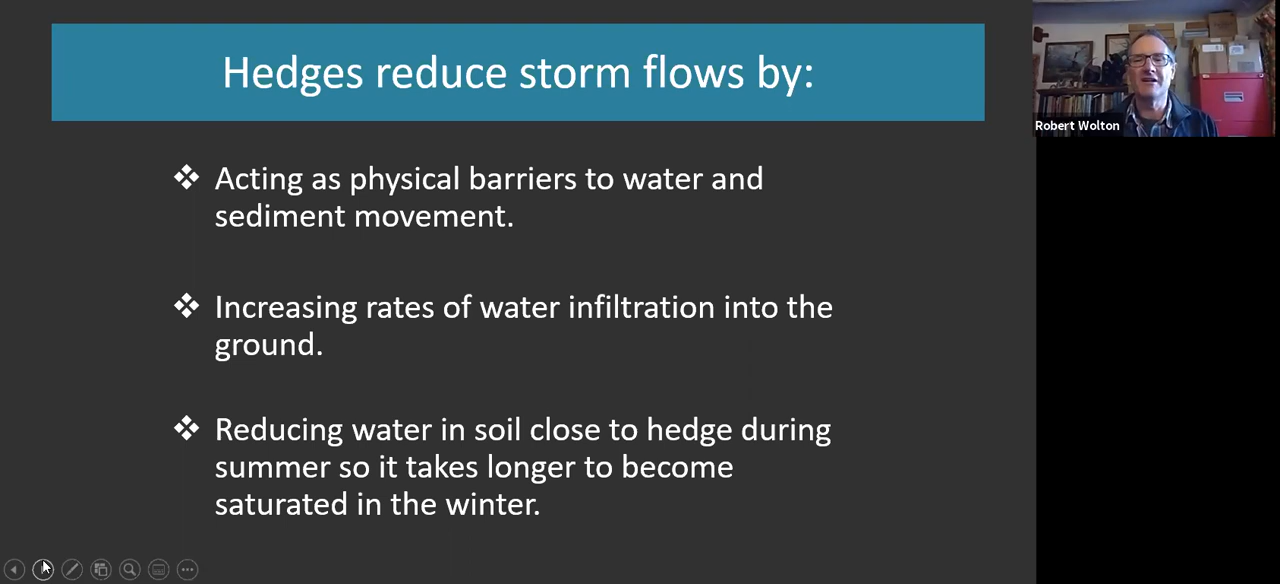 Hedges reduce storm flows by:
Robert Wolton
❖ Acting as physical barriers to water and
sediment movement.
❖ Increasing rates of water infiltration into the
ground.
❖ Reducing water in soil close to hedge during
summer so it takes longer to become
saturated in the winter.